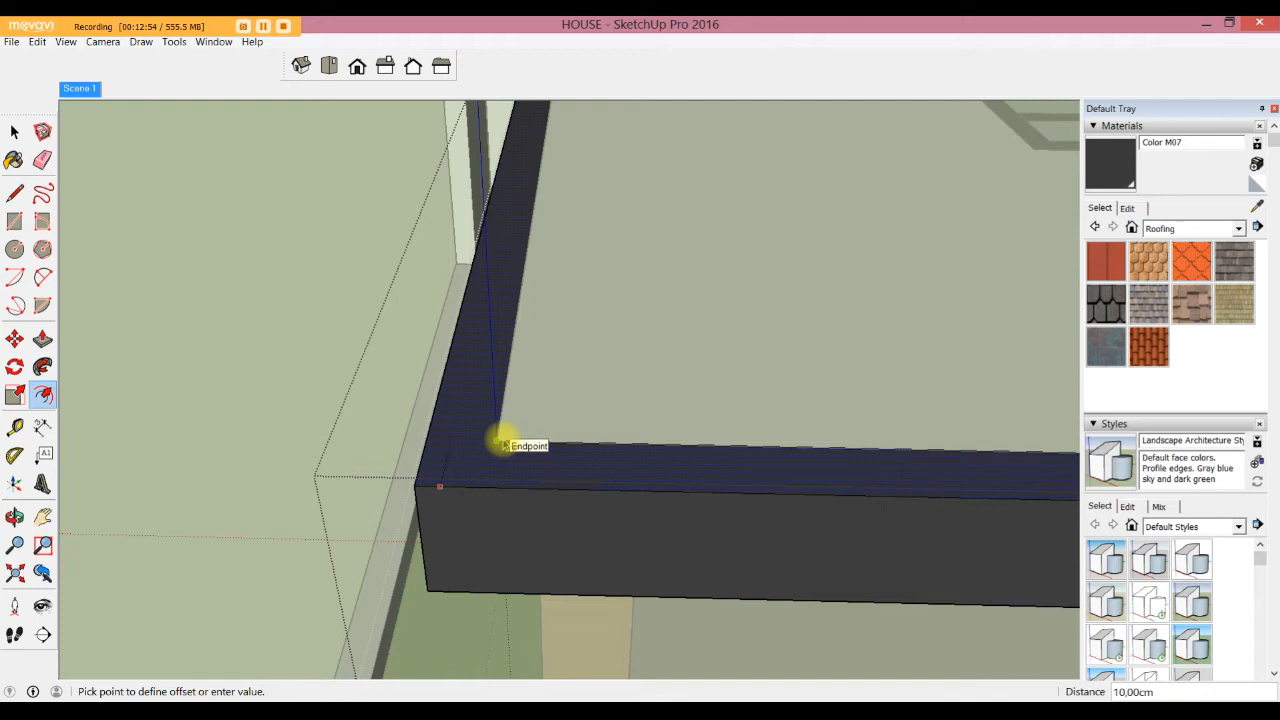 movavi
Recording [00:12:54 / 555.5 MB]
HOUSE - SketchUp Pro 2016
File Edit View Camera Draw Tools Window Help
Scene 1
Default Tray
Materials
Color M07
Select Edit
Roofing
A1
Endpoint
Styles
Landscape Architecture Sty
Default face colors.
Profile edges. Gray blue
sky and dark green
Select Edit Mix
Default Styles
Pick point to define offset or enter value.
Distance 10,00cm